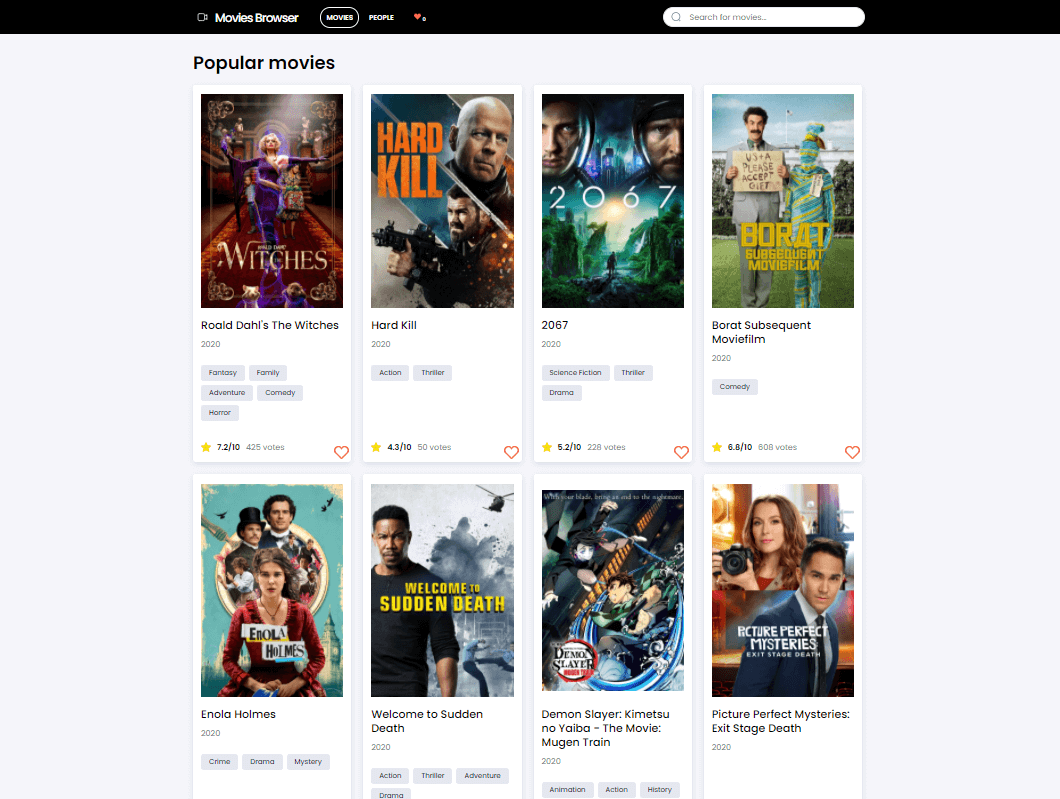 Movies Browser
MOVIES
PEOPLE
0
Search for movies...
Popular movies
ROALD DAHL'S
WITCHES
HARD
KILL
2067
US+A
PLEASE
ACCEPT
BORAT
SUBSEQUENT
MOVIEFILM
Roald Dahl's The Witches
2020
Fantasy
Family
Adventure
Comedy
Horror
7.2/10 425 votes
Hard Kill
2020
Action
Thriller
4.3/10 50 votes
2067
2020
Science Fiction
Thriller
Drama
5.2/10 228 votes
Borat Subsequent
Moviefilm
2020
Comedy
6.8/10 608 votes
ENOLA
HOLMES
WELCOME TO
SUDDEN DEATH
With your blade, bring an end to the nightmare.
DEMON
SLAYER
MUGEN TRAIN
PICTURE PERFECT
MYSTERIES
EXIT STAGE DEATH
Enola Holmes
2020
Crime
Drama
Mystery
Welcome to Sudden
Death
2020
Action
Thriller
Adventure
Drama
Demon Slayer: Kimetsu
no Yaiba - The Movie:
Mugen Train
2020
Animation
Action
History
Picture Perfect Mysteries:
Exit Stage Death
2020